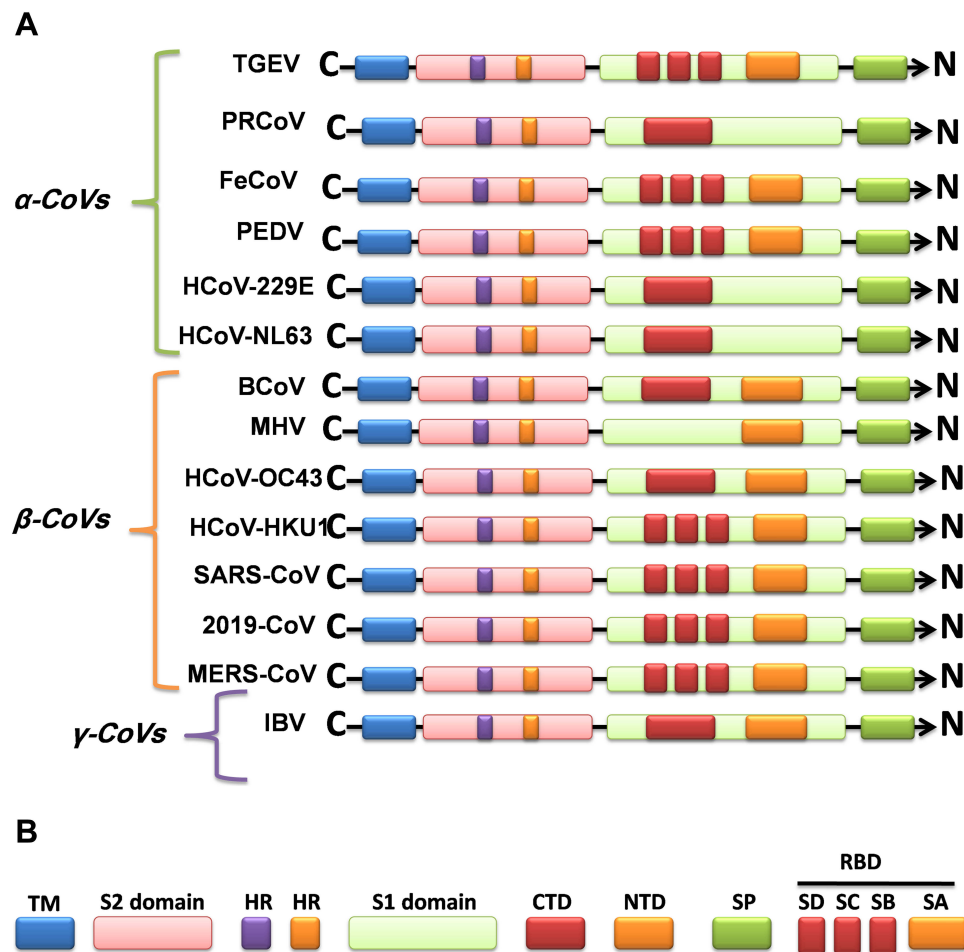 A
TGEV C N
PRCoV C N
FeCoV C N
PEDV C N
α-CoVs
HCoV-229E C N
HCoV-NL63 C N
BCoV C N
MHV C N
HCoV-OC43 C N
β-CoVs
HCoV-HKU1 C N
SARS-CoV C N
2019-CoV C N
MERS-CoV C N
γ-CoVs
IBV C N
B
RBD
TM S2 domain HR HR S1 domain CTD NTD SP SD SC SB SA